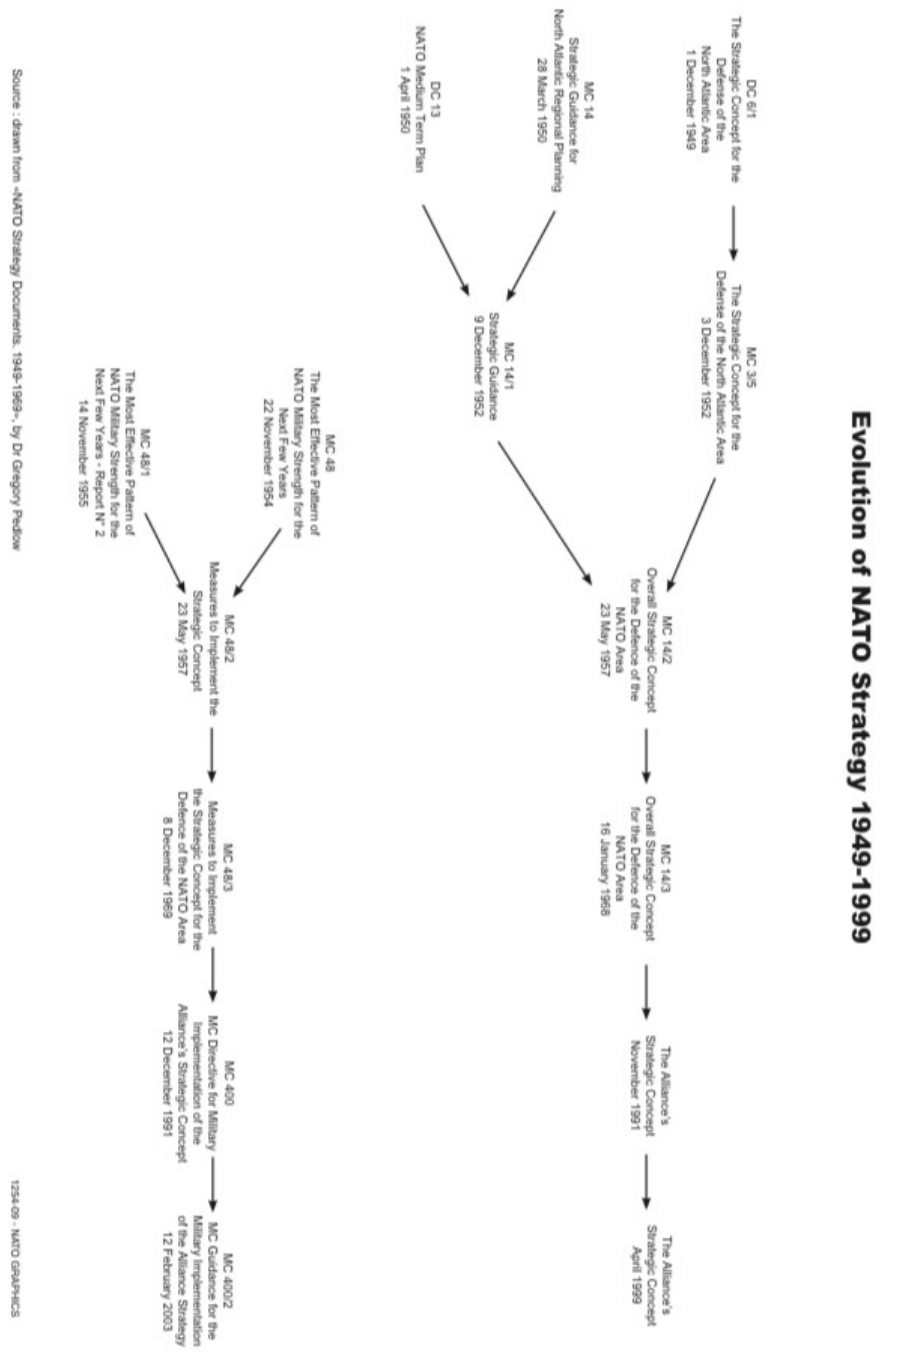 Evolution of NATO Strategy 1949-1999
DC 6/1
The Strategic Concept for the
Defense of the
North Atlantic Area
1 December 1949
MC 3/5
The Strategic Concept for the
Defense of the North Atlantic Area
3 December 1952
MC 14
Strategic Guidance for
North Atlantic Regional Planning
28 March 1950
DC 13
NATO Medium Term Plan
1 April 1950
MC 14/1
Strategic Guidance
9 December 1952
MC 14/2
Overall Strategic Concept
for the Defence of the
NATO Area
23 May 1957
MC 14/3
Overall Strategic Concept
for the Defence of the
NATO Area
16 January 1968
The Alliance's
Strategic Concept
November 1991
The Alliance's
Strategic Concept
April 1999
MC 48
The Most Effective Pattern of
NATO Military Strength for the
Next Few Years
22 November 1954
MC 48/1
The Most Effective Pattern of
NATO Military Strength for the
Next Few Years - Report N° 2
14 November 1955
MC 48/2
Measures to Implement the
Strategic Concept
23 May 1957
MC 48/3
Measures to Implement
the Strategic Concept for the
Defence of the NATO Area
8 December 1969
MC 400
MC Directive for Military
Implementation of the
Alliance's Strategic Concept
12 December 1991
MC 400/2
MC Guidance for the
Military Implementation
of the Alliance Strategy
12 February 2003
Source : drawn from «NATO Strategy Documents, 1949-1969», by Dr Gregory Pedlow
1254-09 - NATO GRAPHICS